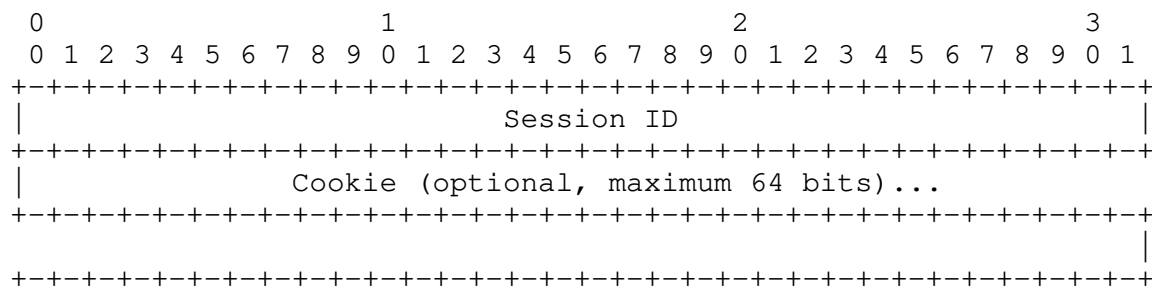 0                   1                   2                   3
 0 1 2 3 4 5 6 7 8 9 0 1 2 3 4 5 6 7 8 9 0 1 2 3 4 5 6 7 8 9 0 1
+-+-+-+-+-+-+-+-+-+-+-+-+-+-+-+-+-+-+-+-+-+-+-+-+-+-+-+-+-+-+-+-+
|                           Session ID                          |
+-+-+-+-+-+-+-+-+-+-+-+-+-+-+-+-+-+-+-+-+-+-+-+-+-+-+-+-+-+-+-+-+
|               Cookie (optional, maximum 64 bits)...
+-+-+-+-+-+-+-+-+-+-+-+-+-+-+-+-+-+-+-+-+-+-+-+-+-+-+-+-+-+-+-+-+
                                                                |
+-+-+-+-+-+-+-+-+-+-+-+-+-+-+-+-+-+-+-+-+-+-+-+-+-+-+-+-+-+-+-+-+